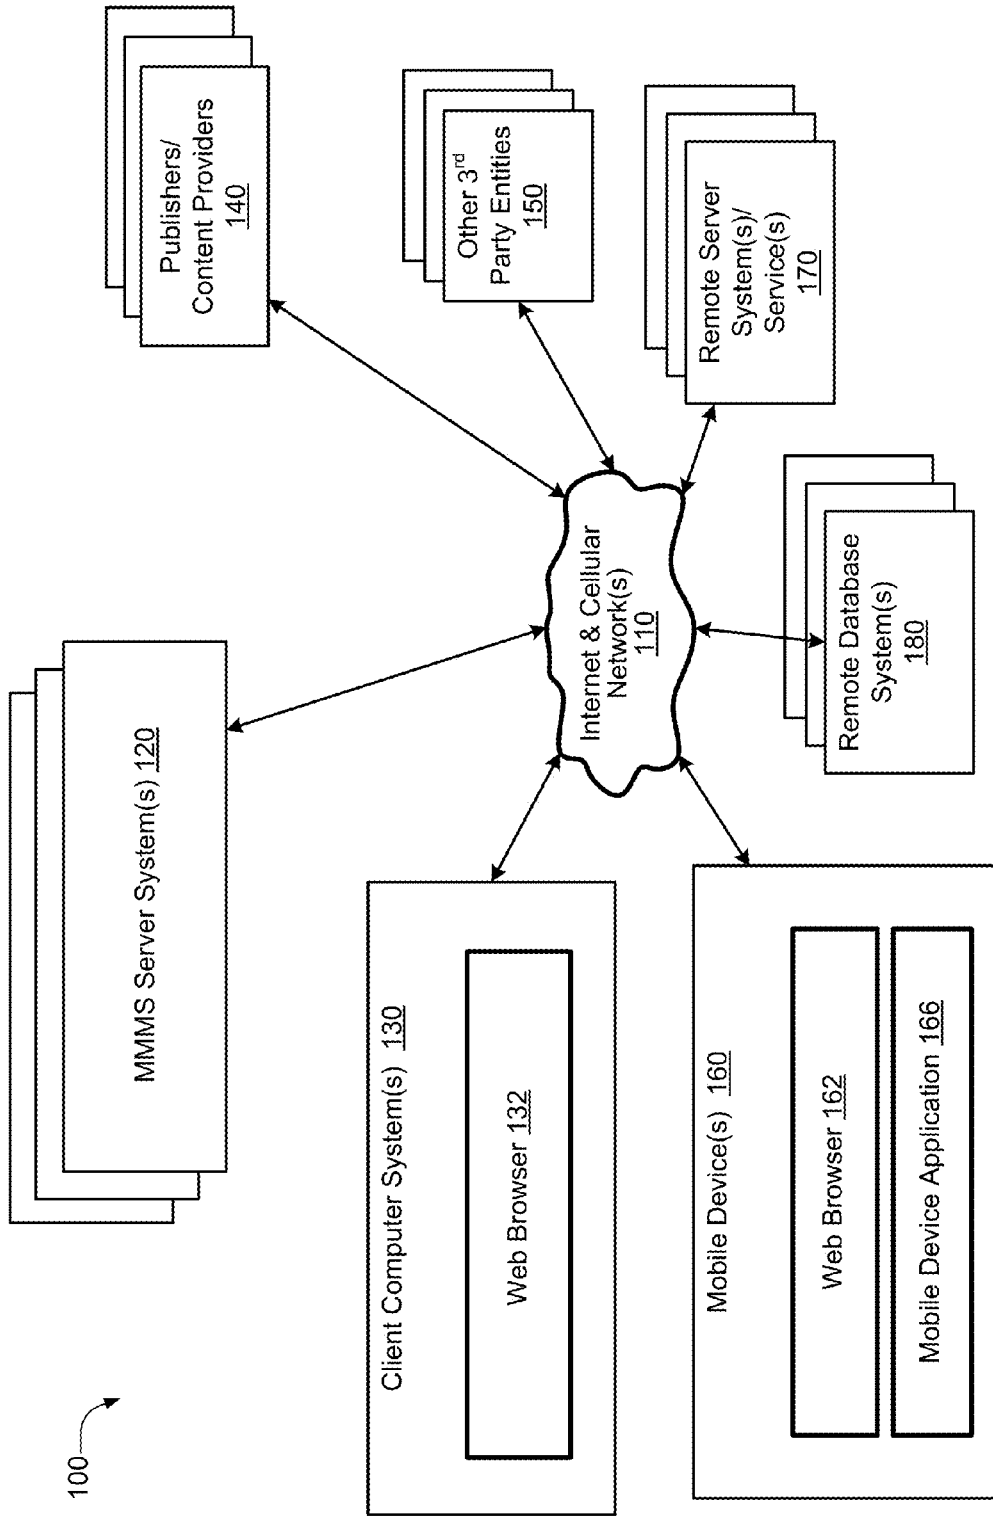 100
MMMS Server System(s) 120
Publishers/
Content Providers
140
Client Computer System(s) 130
Web Browser 132
Internet & Cellular
Network(s)
110
Other 3rd
Party Entities
150
Remote Server
System(s)/
Service(s)
170
Mobile Device(s) 160
Web Browser 162
Mobile Device Application 166
Remote Database
System(s)
180